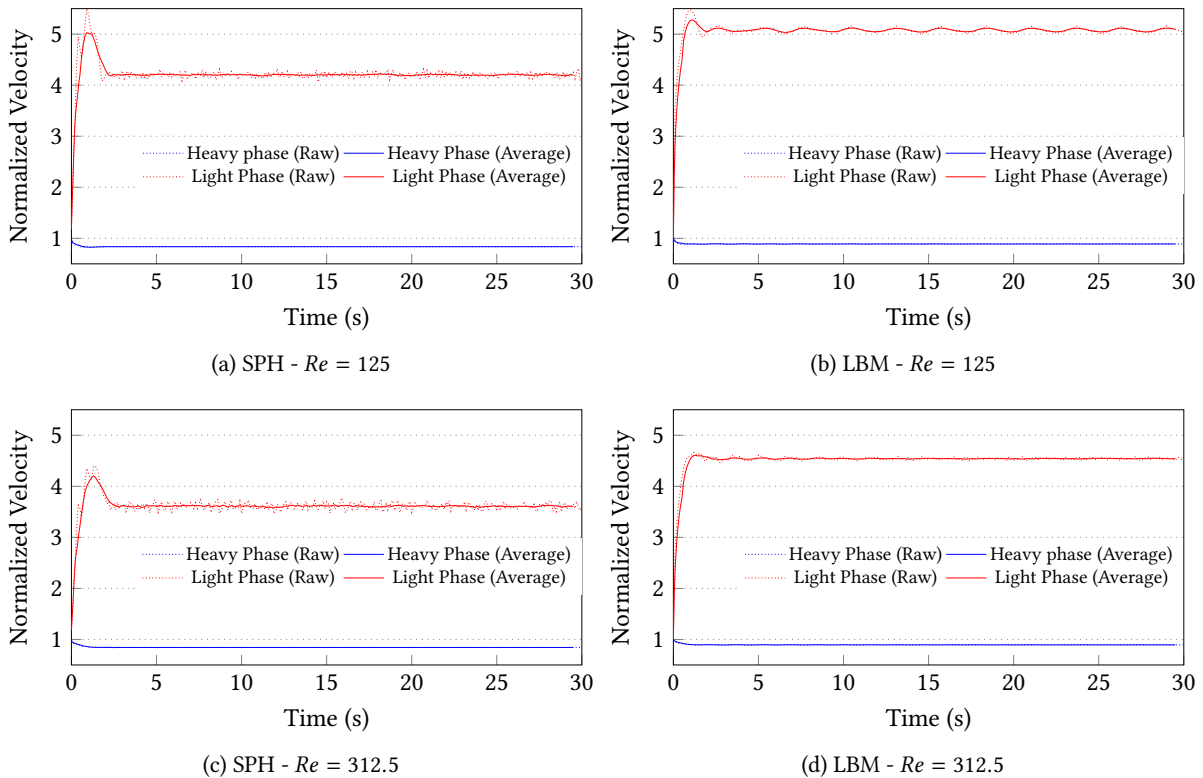 Normalized Velocity
5
4
3
2
1
Heavy phase (Raw) Heavy Phase (Average)
Light Phase (Raw) Light Phase (Average)
0 5 10 15 20 25 30
Time (s)
(a) SPH - Re = 125
Normalized Velocity
5
4
3
2
1
Heavy Phase (Raw) Heavy Phase (Average)
Light Phase (Raw) Light Phase (Average)
0 5 10 15 20 25 30
Time (s)
(b) LBM - Re = 125
Normalized Velocity
5
4
3
2
1
Heavy Phase (Raw) Heavy Phase (Average)
Light Phase (Raw) Light Phase (Average)
0 5 10 15 20 25 30
Time (s)
(c) SPH - Re = 312.5
Normalized Velocity
5
4
3
2
1
Heavy Phase (Raw) Heavy phase (Average)
Light Phase (Raw) Light Phase (Average)
0 5 10 15 20 25 30
Time (s)
(d) LBM - Re = 312.5